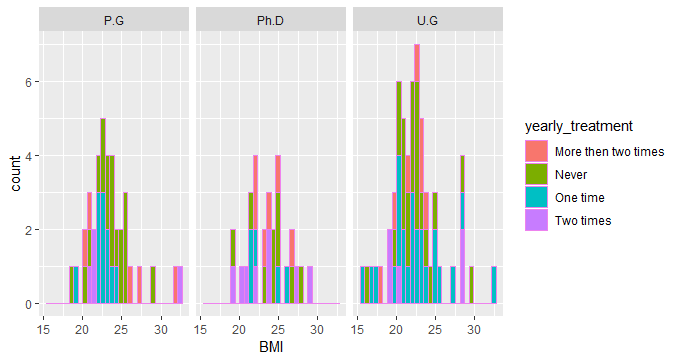 P.G Ph.D U.G
yearly_treatment
More then two times
Never
One time
Two times
count
6
4
2
0
15 20 25 30 15 20 25 30 15 20 25 30
BMI